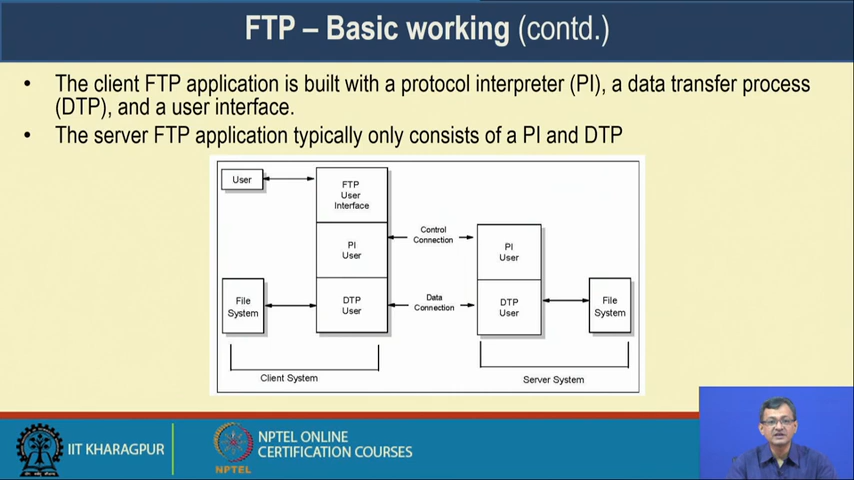 FTP – Basic working (contd.)
• The client FTP application is built with a protocol interpreter (PI), a data transfer process
(DTP), and a user interface.
• The server FTP application typically only consists of a PI and DTP
User
FTP
User
Interface
Control
Connection
PI
User
PI
User
File
System
DTP
User
Data
Connection
DTP
User
File
System
Client System
Server System
IIT KHARAGPUR
NPTEL
NPTEL ONLINE
CERTIFICATION COURSES